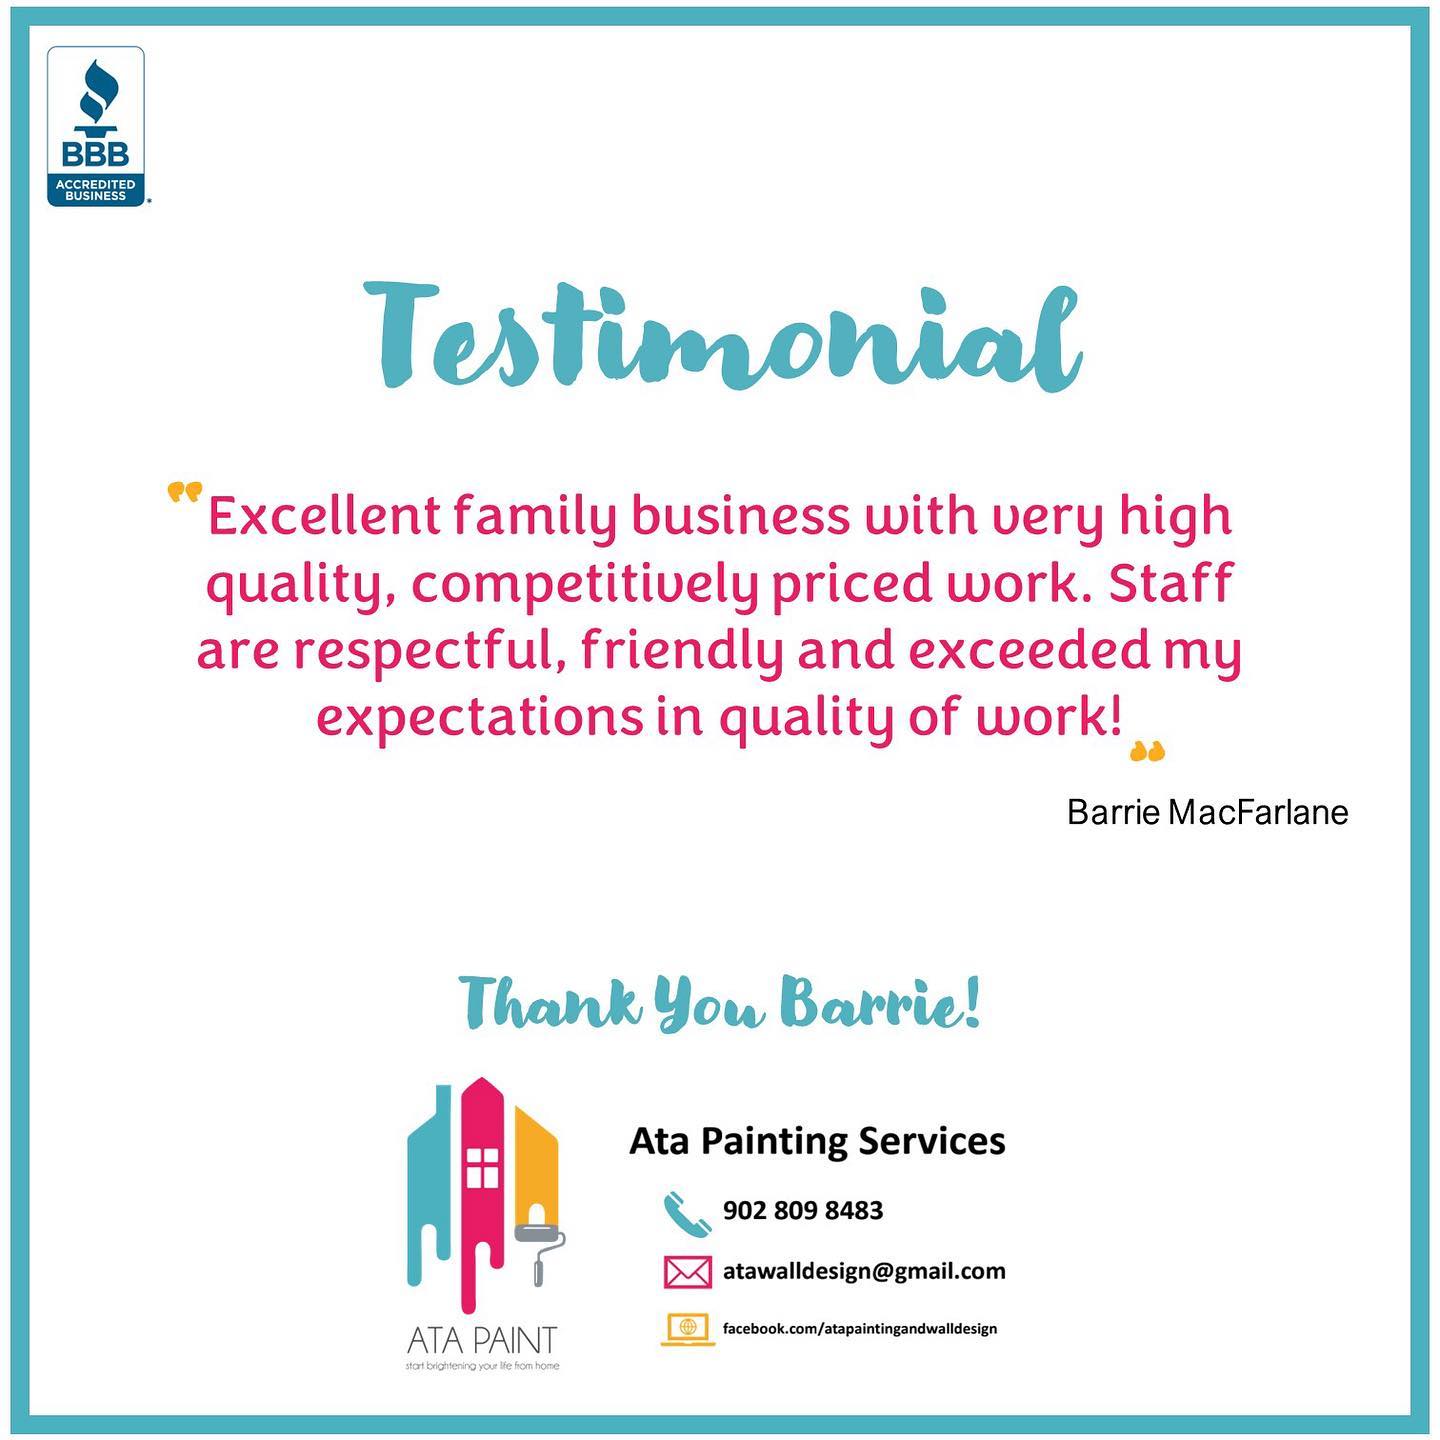 BBB
ACCREDITED
BUSINESS
Testimonial
"Excellent family business with very high
quality, competitively priced work. Staff
are respectful, friendly and exceeded my
expectations in quality of work!"
Barrie MacFarlane
Thank You Barrie!
Ata Painting Services
902 809 8483
atawalldesign@gmail.com
facebook.com/atapaintingandwalldesign
ATA PAINT
start brightening your life from home